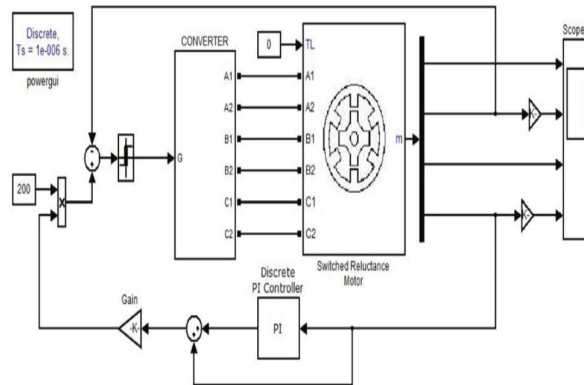 Discrete,
Ts = 1e-006 s.
powergui
CONVERTER
Scope
0
TL
A1
A1
A2
A2
B1
B1
G
m
B2
B2
200
X
C1
C1
C2
C2
Switched Reluctance
Motor
-K-
-K-
Discrete
PI Controller
Gain
-K-
PI